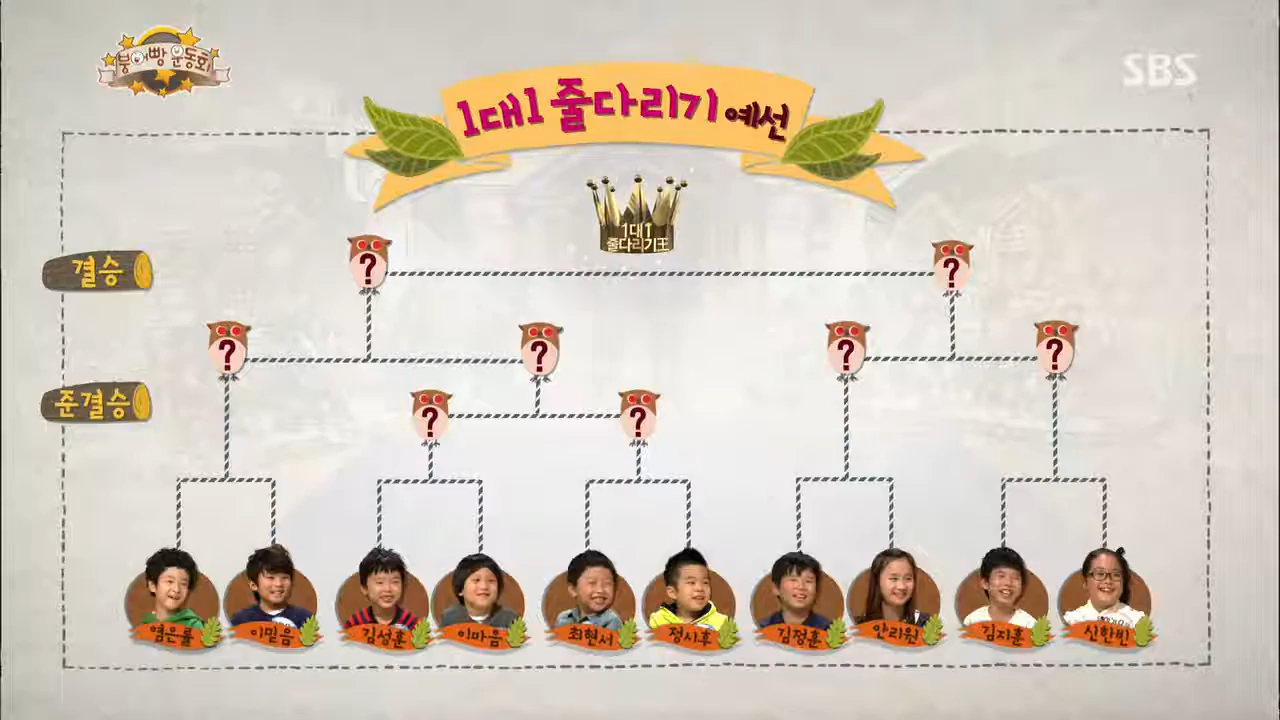 붕어빵 운동회
SBS
1대1 줄다리기 예선
1대1
줄다리기王
결승
?
?
?
?
?
?
준결승
?
?
염은률
이믿음
김성훈
이마음
최현서
정시후
김정훈
안리원
김지훈
신한빈